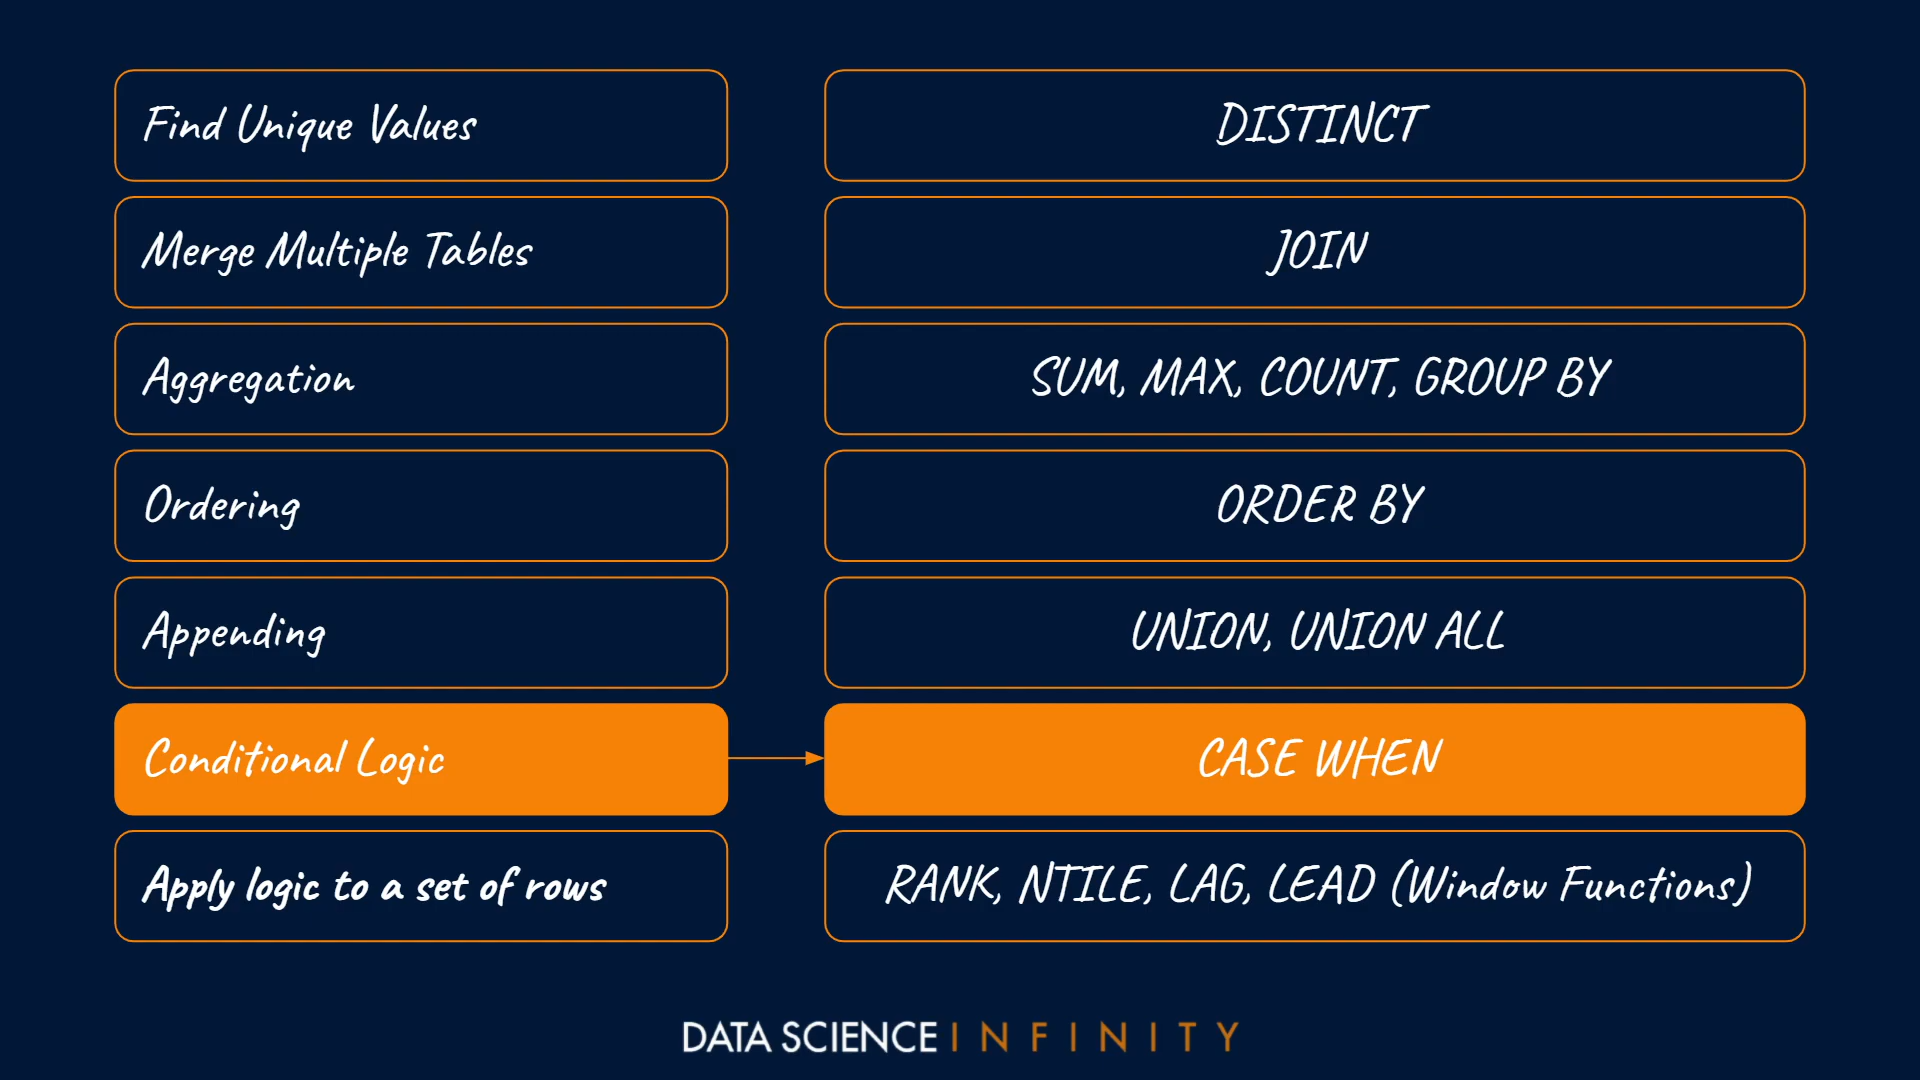 Find Unique Values
DISTINCT
Merge Multiple Tables
JOIN
Aggregation
SUM, MAX, COUNT, GROUP BY
Ordering
ORDER BY
Appending
UNION, UNION ALL
Conditional Logic
CASE WHEN
Apply logic to a set of rows
RANK, NTILE, LAG, LEAD (Window Functions)
DATA SCIENCE INFINITY